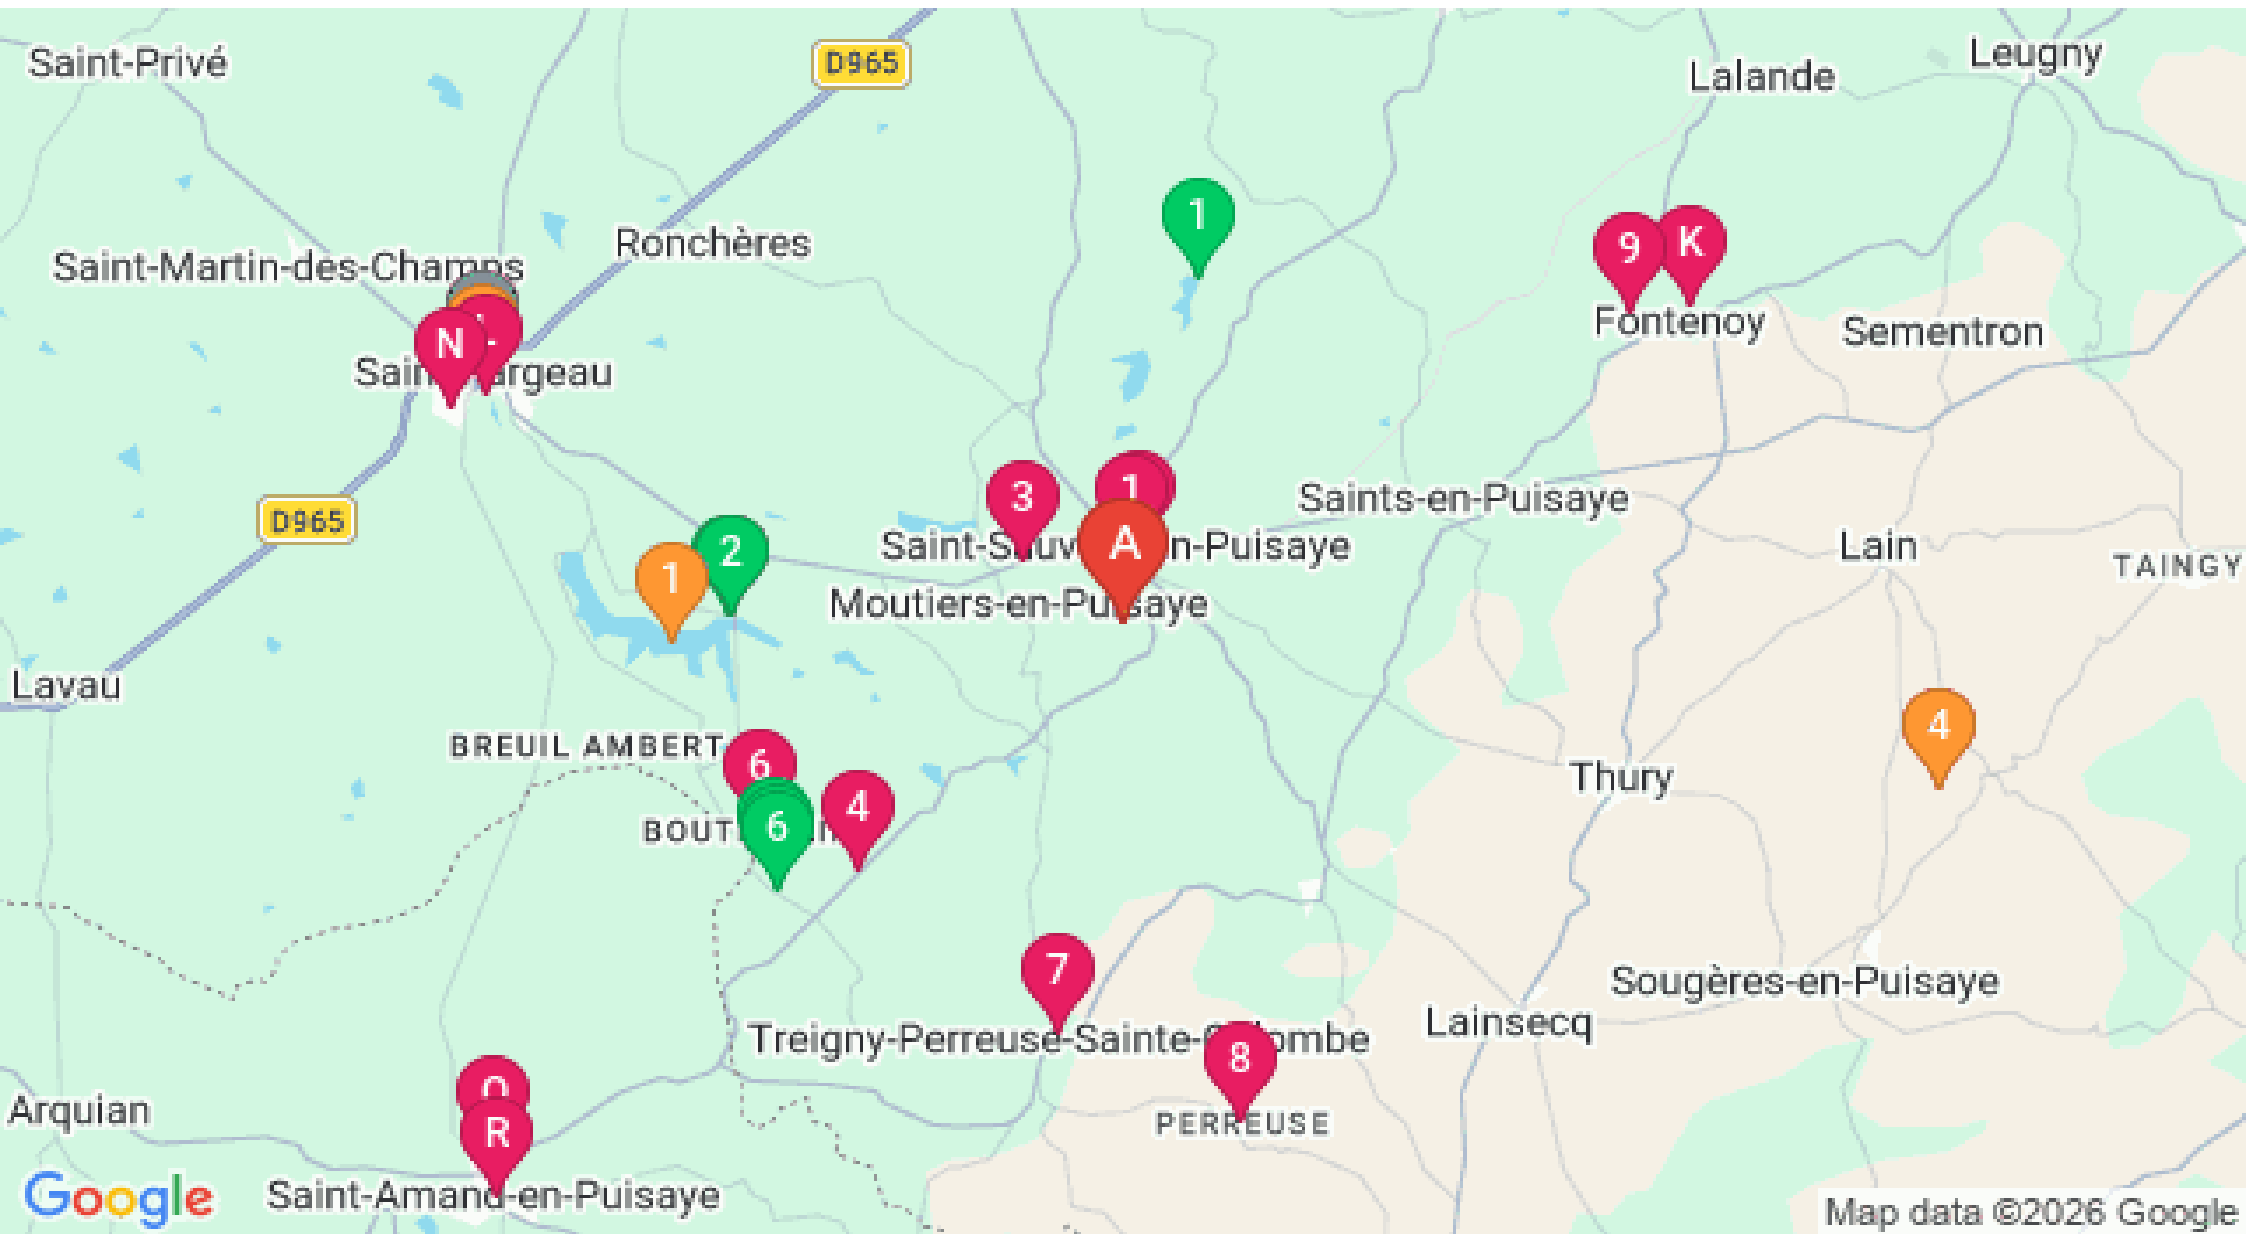 Saint-Privé
D965
Lalande
Leugny
1
Ronchères
9
K
Saint-Martin-des-Champs
Fontenoy
Sementron
N
3
1
Saints-en-Puisaye
D965
2
A
Lain
1
TAINGY
Moutiers-en-Puisaye
Lavau
BREUIL AMBERT
6
4
4
Thury
6
7
Sougères-en-Puisaye
Lainsecq
8
Arquian
R
PERREUSE
Google
Saint-Amand-en-Puisaye
Map data ©2026 Google